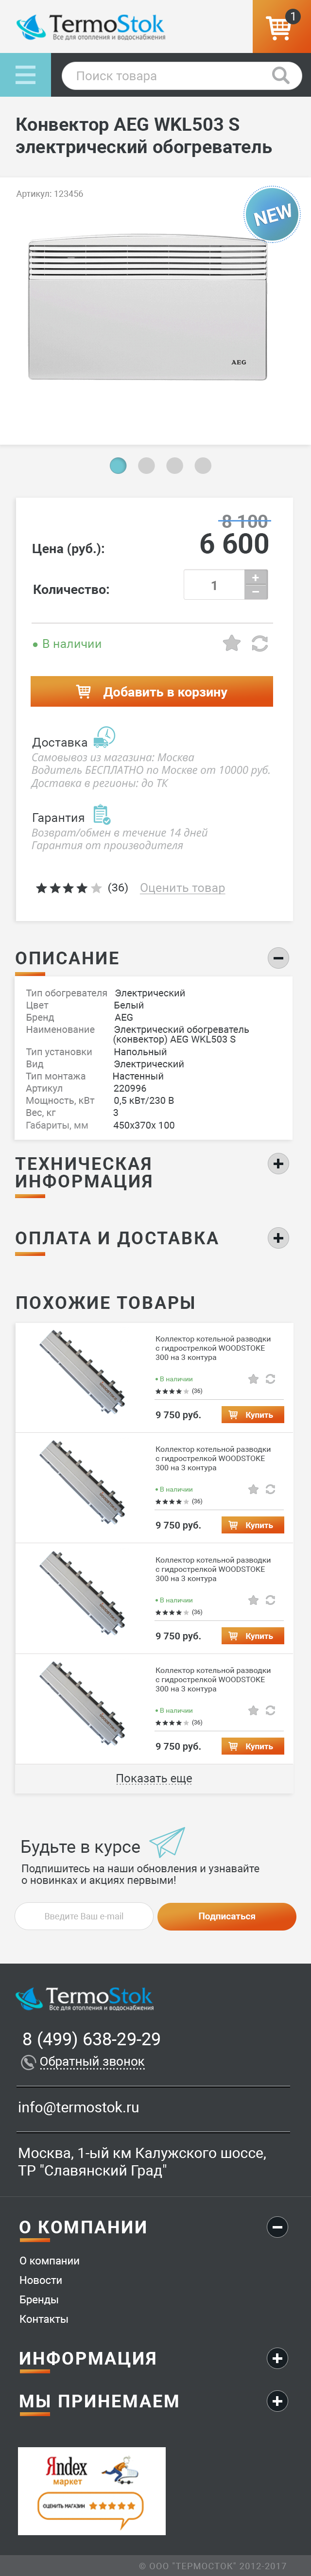 TermoStok
Все для отопления и водоснабжения
1
Поиск товара
Конвектор AEG WKL503 S
электрический обогреватель
Артикул: 123456
NEW
AEG
8 100
Цена (руб.): 6 600
Количество: 1 + −
В наличии
Добавить в корзину
Доставка
Самовывоз из магазина: Москва
Водитель БЕСПЛАТНО по Москве от 10000 руб.
Доставка в регионы: до ТК
Гарантия
Возврат/обмен в течение 14 дней
Гарантия от производителя
(36) Оценить товар
ОПИСАНИЕ
Тип обогревателя Электрический
Цвет Белый
Бренд AEG
Наименование Электрический обогреватель
(конвектор) AEG WKL503 S
Тип установки Напольный
Вид Электрический
Тип монтажа Настенный
Артикул 220996
Мощность, кВт 0,5 кВт/230 В
Вес, кг 3
Габариты, мм 450x370x 100
ТЕХНИЧЕСКАЯ
ИНФОРМАЦИЯ
ОПЛАТА И ДОСТАВКА
ПОХОЖИЕ ТОВАРЫ
Коллектор котельной разводки
с гидрострелкой WOODSTOKE
300 на 3 контура
В наличии
(36)
9 750 руб. Купить
Коллектор котельной разводки
с гидрострелкой WOODSTOKE
300 на 3 контура
В наличии
(36)
9 750 руб. Купить
Коллектор котельной разводки
с гидрострелкой WOODSTOKE
300 на 3 контура
В наличии
(36)
9 750 руб. Купить
Коллектор котельной разводки
с гидрострелкой WOODSTOKE
300 на 3 контура
В наличии
(36)
9 750 руб. Купить
Показать еще
Будьте в курсе
Подпишитесь на наши обновления и узнавайте
о новинках и акциях первыми!
Введите Ваш e-mail Подписаться
TermoStok
Все для отопления и водоснабжения
8 (499) 638-29-29
Обратный звонок
info@termostok.ru
Москва, 1-ый км Калужского шоссе,
ТР "Славянский Град"
О КОМПАНИИ
О компании
Новости
Бренды
Контакты
ИНФОРМАЦИЯ
МЫ ПРИНИМАЕМ
Яndex
маркет
ОЦЕНИТЬ МАГАЗИН
© ООО "ТЕРМОСТОК" 2012-2017